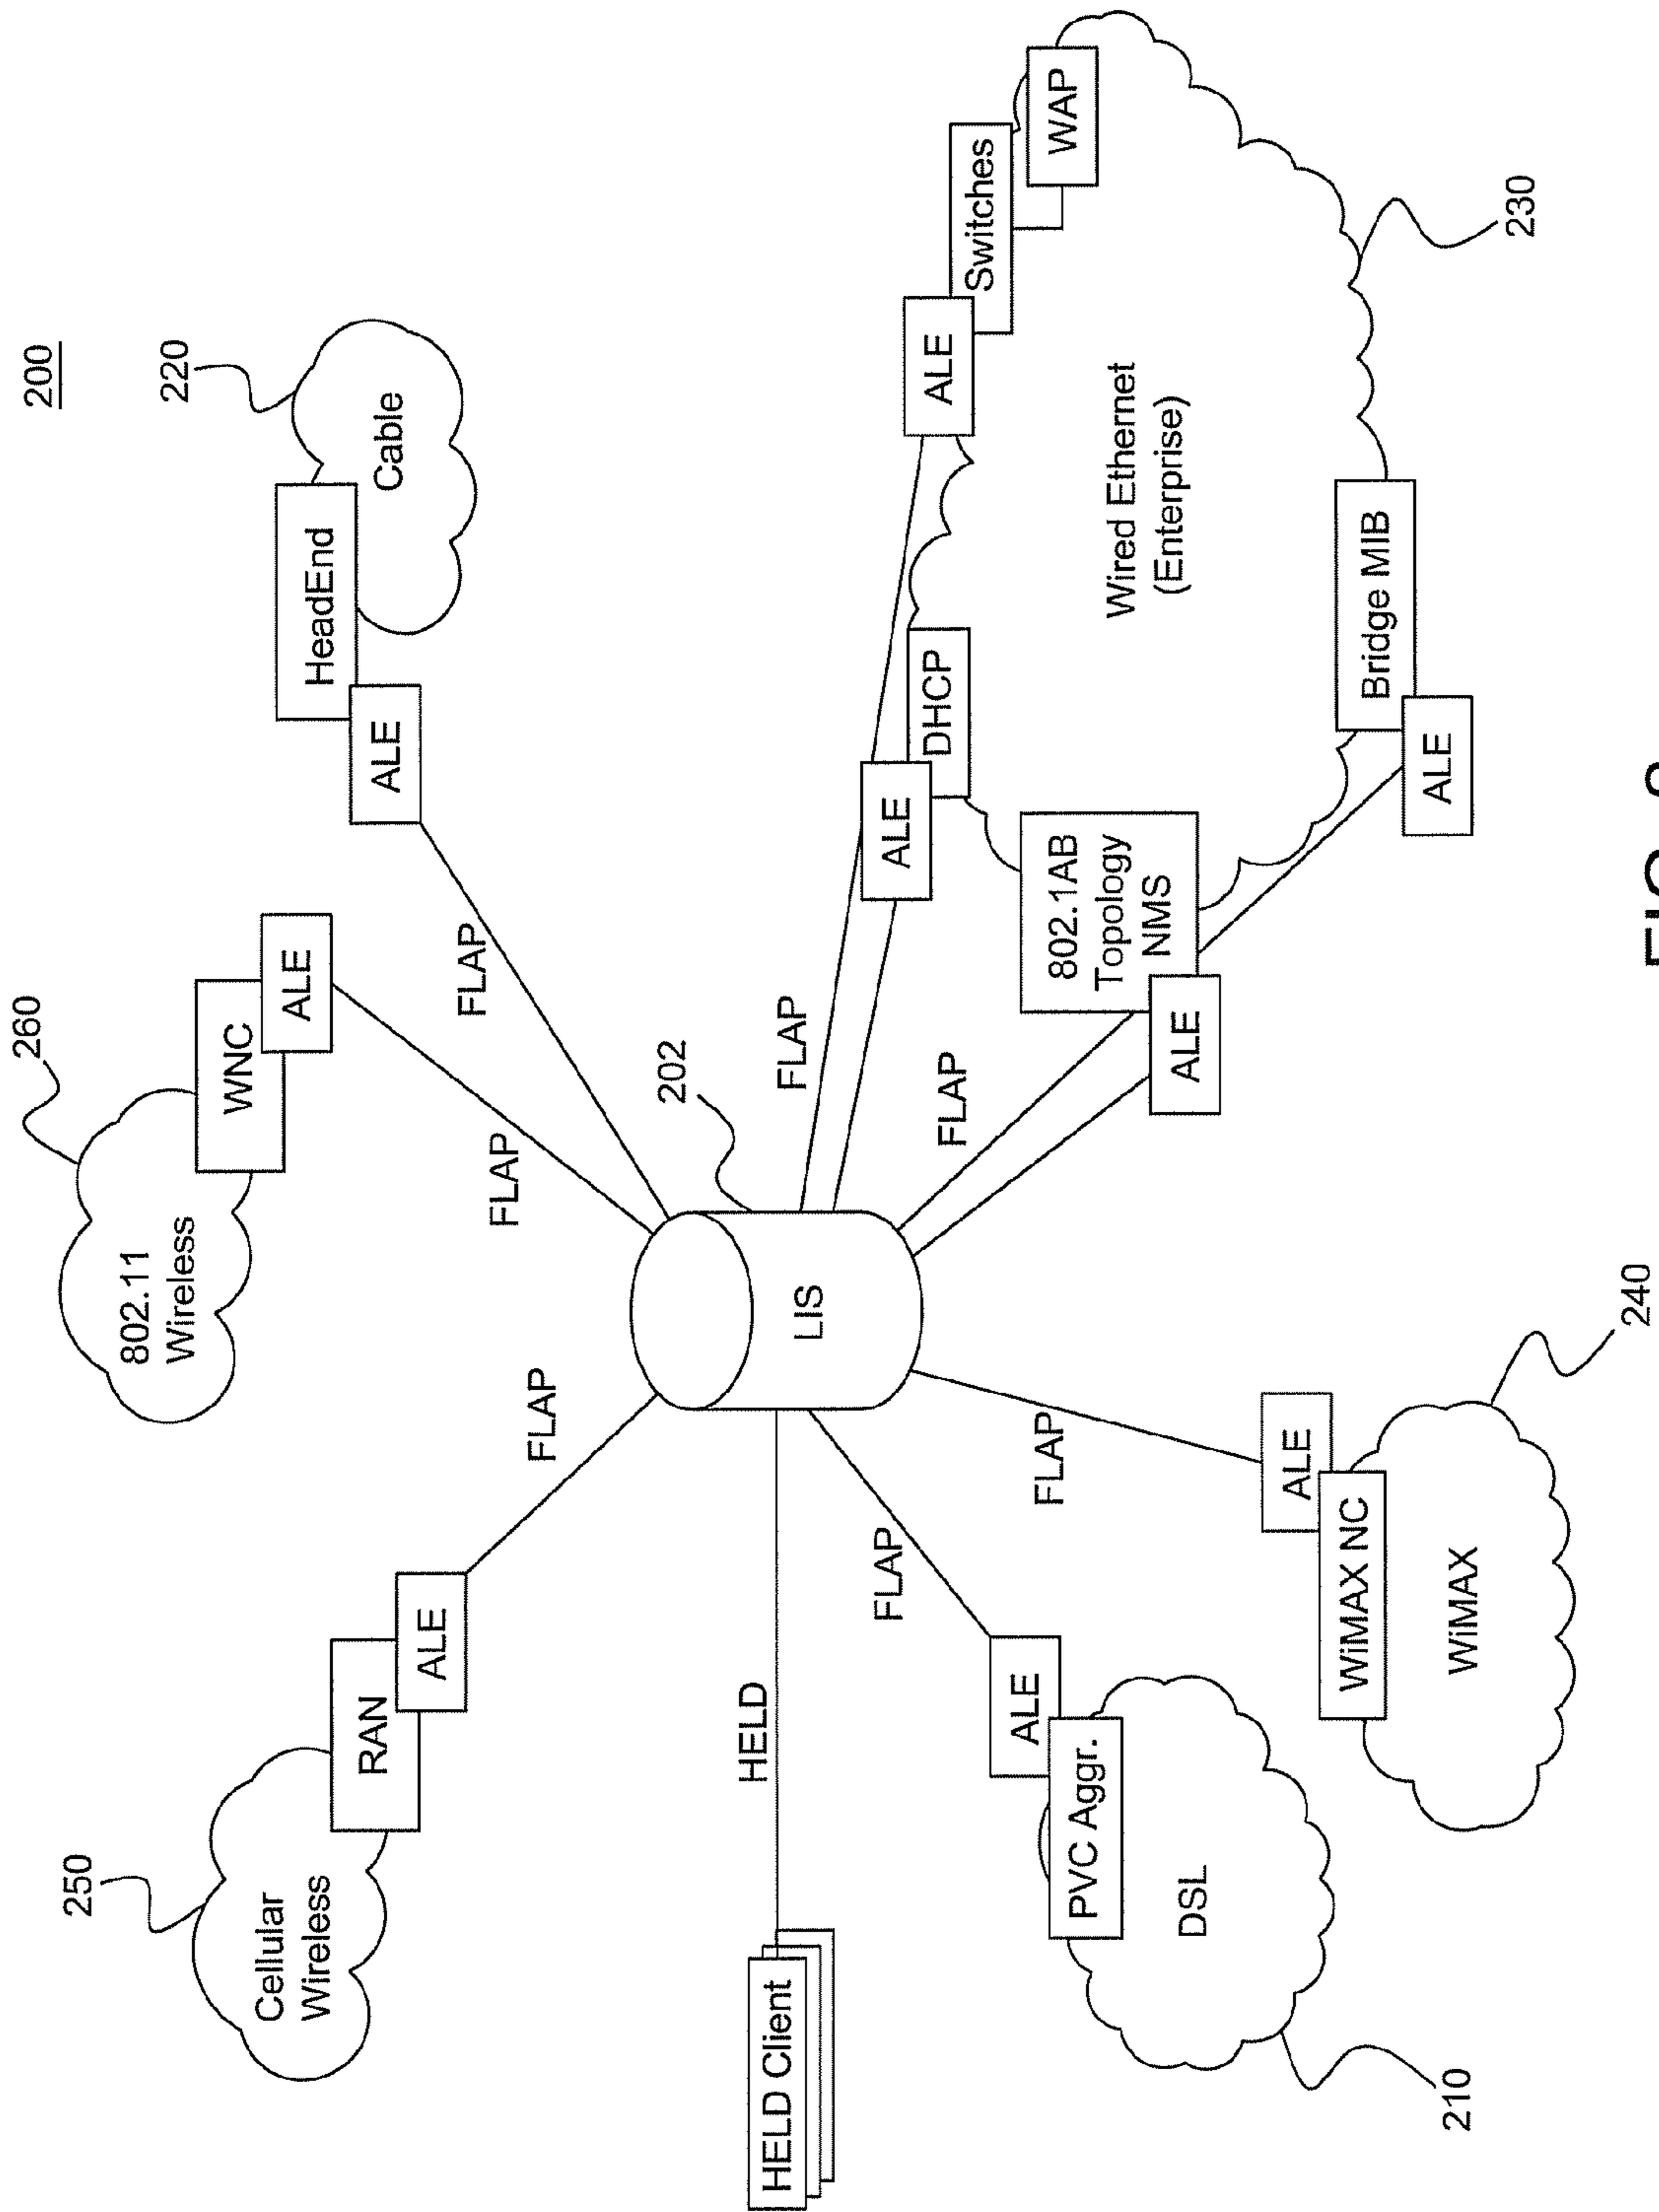 200
260
250
220
802.11
Wireless
WNC
ALE
Cellular
Wireless
RAN
ALE
HeadEnd
Cable
ALE
FLAP
FLAP
FLAP
202
HELD Client
HELD
LIS
FLAP
ALE
DHCP
ALE
Switches
WAP
FLAP
FLAP
FLAP
ALE
PVC Aggr.
DSL
802.1AB
Topology
NMS
ALE
Wired Ethernet
(Enterprise)
ALE
WiMAX NC
WiMAX
Bridge MIB
ALE
210
240
230
FIG.